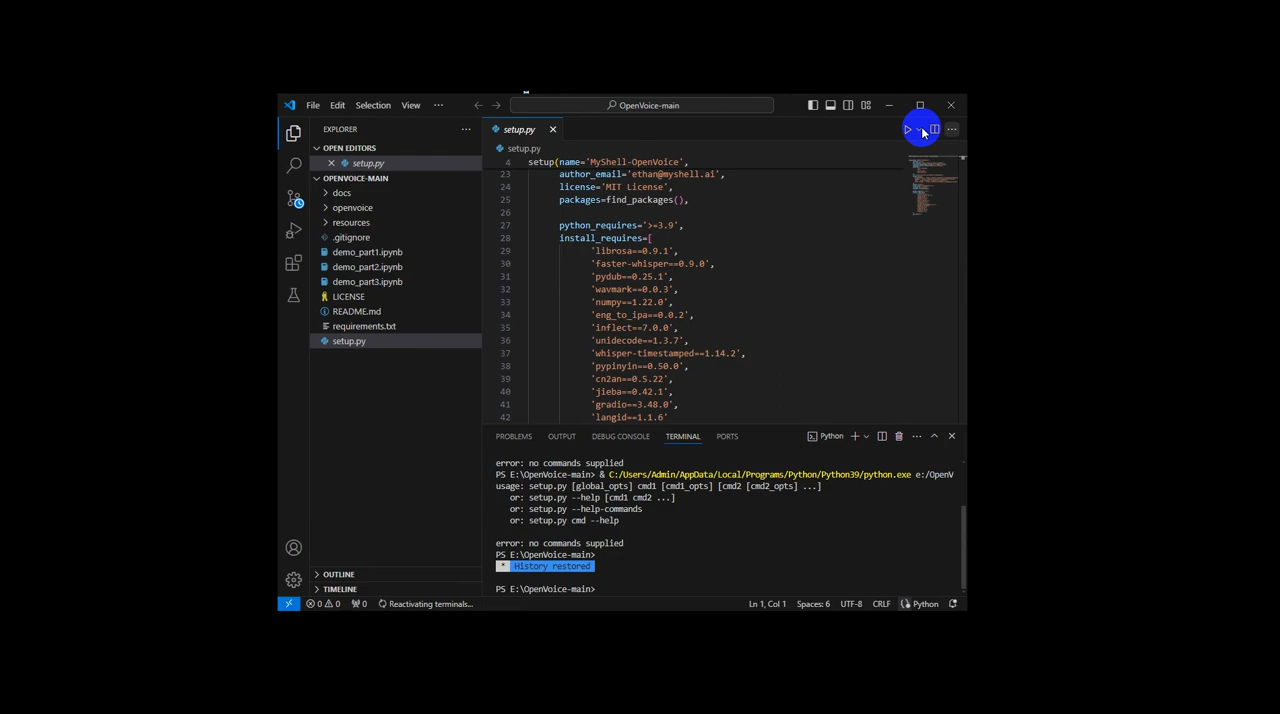 File Edit Selection View ··· OpenVoice-main
EXPLORER ···
OPEN EDITORS
setup.py
OPENVOICE-MAIN
docs
openvoice
resources
.gitignore
demo_part1.ipynb
demo_part2.ipynb
demo_part3.ipynb
LICENSE
README.md
requirements.txt
setup.py
OUTLINE
TIMELINE
setup.py
setup.py
4 setup(name='MyShell-OpenVoice',
23 author_email='ethan@myshell.ai',
24 license='MIT License',
25 packages=find_packages(),
26
27 python_requires='>=3.9',
28 install_requires=[
29 'librosa==0.9.1',
30 'faster-whisper==0.9.0',
31 'pydub==0.25.1',
32 'wavmark==0.0.3',
33 'numpy==1.22.0',
34 'eng_to_ipa==0.0.2',
35 'inflect==7.0.0',
36 'unidecode==1.3.7',
37 'whisper-timestamped==1.14.2',
38 'pypinyin==0.50.0',
39 'cn2an==0.5.22',
40 'jieba==0.42.1',
41 'gradio==3.48.0',
42 'langid==1.1.6'
PROBLEMS OUTPUT DEBUG CONSOLE TERMINAL PORTS Python
error: no commands supplied
PS E:\OpenVoice-main> & C:/Users/Admin/AppData/Local/Programs/Python/Python39/python.exe e:/OpenV
usage: setup.py [global_opts] cmd1 [cmd1_opts] [cmd2 [cmd2_opts] ...]
or: setup.py --help [cmd1 cmd2 ...]
or: setup.py --help-commands
or: setup.py cmd --help
error: no commands supplied
PS E:\OpenVoice-main>
* History restored
PS E:\OpenVoice-main>
0 0 0 Reactivating terminals... Ln 1, Col 1 Spaces: 6 UTF-8 CRLF Python